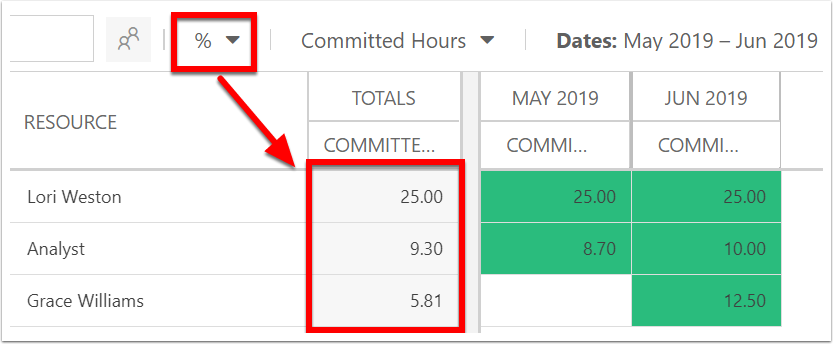 % Committed Hours Dates: May 2019 – Jun 2019
RESOURCE TOTALS MAY 2019 JUN 2019
COMMITTE... COMMI... COMMI...
Lori Weston 25.00 25.00 25.00
Analyst 9.30 8.70 10.00
Grace Williams 5.81 12.50